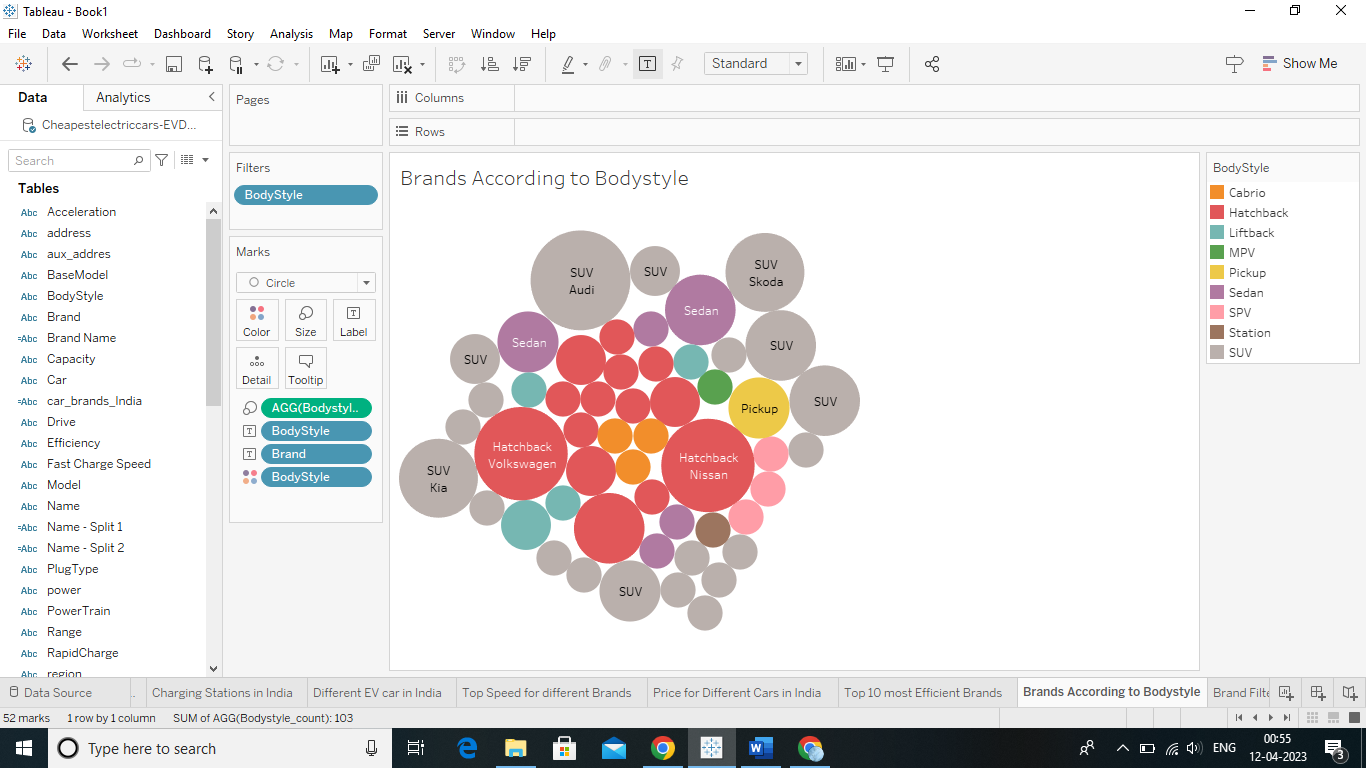 Tableau - Book1
File Data Worksheet Dashboard Story Analysis Map Format Server Window Help
Standard
Show Me
Data Analytics
Cheapestelectriccars-EVD...
Search
Tables
Abc Acceleration
Abc address
Abc aux_addres
Abc BaseModel
Abc BodyStyle
Abc Brand
=Abc Brand Name
Abc Capacity
Abc Car
=Abc car_brands_India
Abc Drive
Abc Efficiency
Abc Fast Charge Speed
Abc Model
Abc Name
=Abc Name - Split 1
=Abc Name - Split 2
Abc PlugType
Abc power
Abc PowerTrain
Abc Range
Abc RapidCharge
Abc region
Pages
Filters
BodyStyle
Marks
Circle
Color Size Label
Detail Tooltip
AGG(Bodystyl..
BodyStyle
Brand
BodyStyle
Columns
Rows
Brands According to Bodystyle
SUV
Audi
SUV
SUV
Skoda
Sedan
Sedan
SUV
SUV
SUV
Pickup
Hatchback
Volkswagen
Hatchback
Nissan
SUV
Kia
SUV
BodyStyle
Cabrio
Hatchback
Liftback
MPV
Pickup
Sedan
SPV
Station
SUV
Data Source .. Charging Stations in India Different EV car in India Top Speed for different Brands Price for Different Cars in India Top 10 most Efficient Brands Brands According to Bodystyle Brand Filte
52 marks 1 row by 1 column SUM of AGG(Bodystyle_count): 103
Type here to search
ENG
00:55
12-04-2023
3